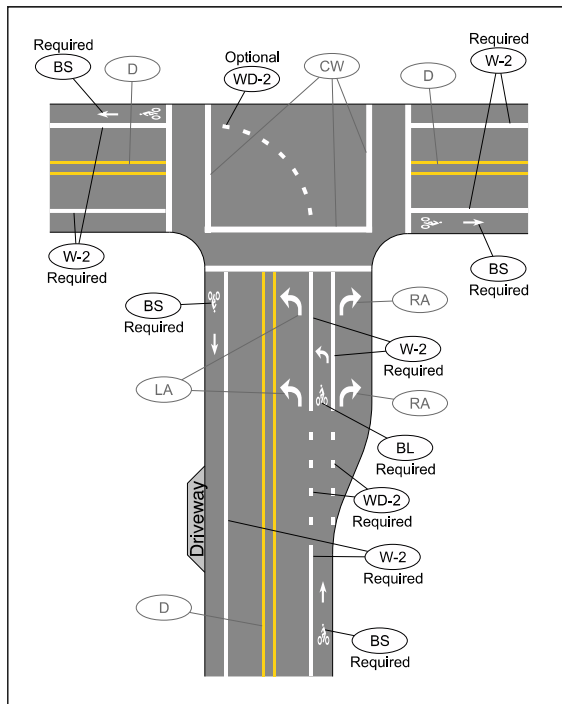 Required
BS
D
Optional
WD-2
CW
D
Required
W-2
W-2
Required
BS
Required
BS
Required
RA
W-2
Required
LA
RA
BL
Required
WD-2
Required
Driveway
W-2
Required
D
BS
Required